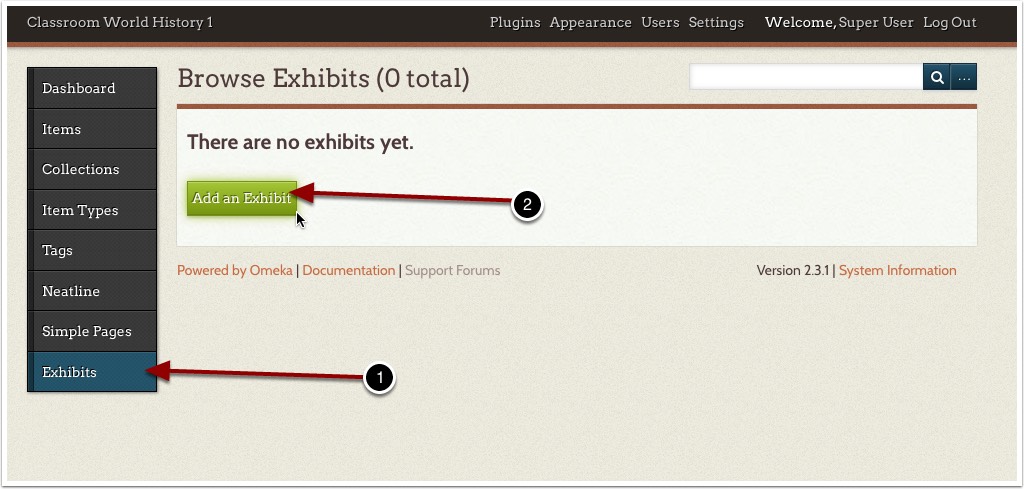 Classroom World History 1
Plugins Appearance Users Settings Welcome, Super User Log Out
Dashboard
Items
Collections
Item Types
Tags
Neatline
Simple Pages
Exhibits
1
Browse Exhibits (0 total)
...
There are no exhibits yet.
Add an Exhibit
2
Powered by Omeka | Documentation | Support Forums
Version 2.3.1 | System Information